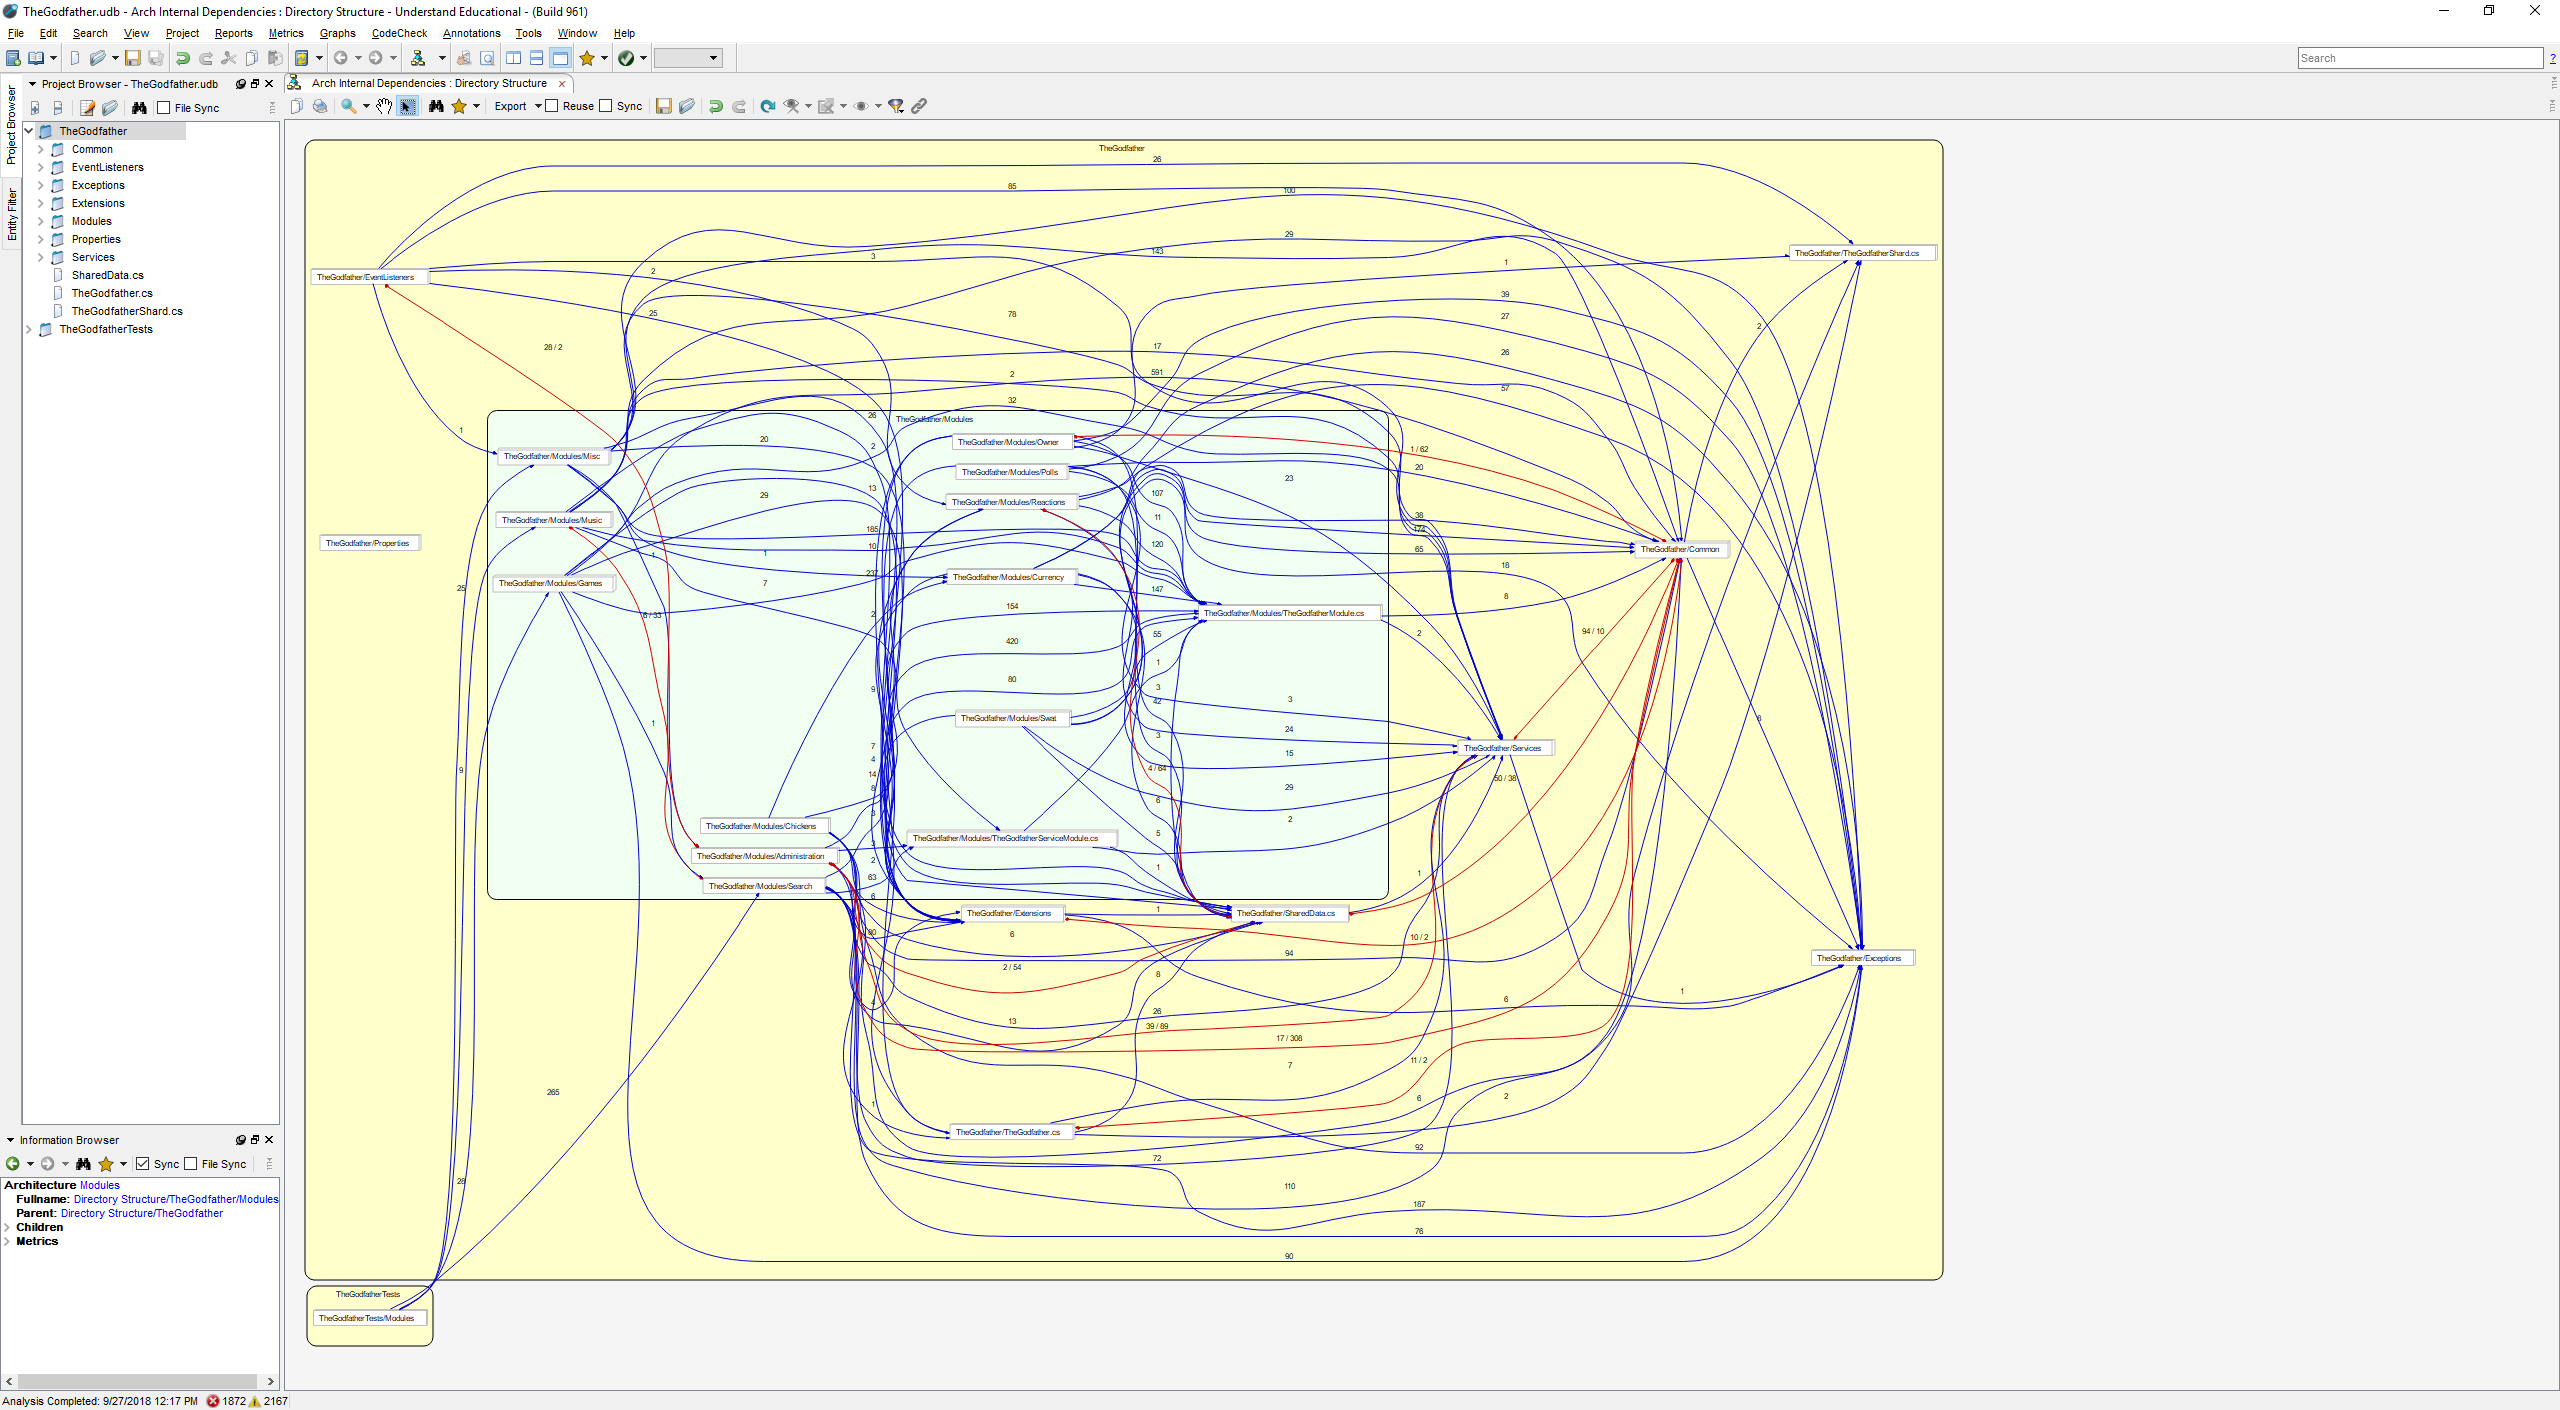 TheGodfather.udb - Arch Internal Dependencies : Directory Structure - Understand Educational - (Build 961)
File Edit Search View Project Reports Metrics Graphs CodeCheck Annotations Tools Window Help
Search
?
Project Browser
Entity Filter
Project Browser - TheGodfather.udb
File Sync
TheGodfather
Common
EventListeners
Exceptions
Extensions
Modules
Properties
Services
SharedData.cs
TheGodfather.cs
TheGodfatherShard.cs
TheGodfatherTests
Information Browser
Sync File Sync
Architecture Modules
Fullname: Directory Structure/TheGodfather/Modules
Parent: Directory Structure/TheGodfather
Children
Metrics
Analysis Completed: 9/27/2018 12:17 PM 1872 2167
Arch Internal Dependencies : Directory Structure
Export Reuse Sync
TheGodfather
26
85
100
29
143
3
TheGodfather/TheGodfatherShard.cs
1
2
TheGodfather/EventListeners
39
25
78
27
2
28 / 2
17
26
591
2
57
32
26
TheGodfather/Modules
1
20
TheGodfather/Modules/Owner
2
1 / 62
TheGodfather/Modules/Misc
20
TheGodfather/Modules/Polls
23
13
29
107
TheGodfather/Modules/Reactions
11
38
TheGodfather/Modules/Music
185
174
TheGodfather/Properties
120
10
1
1
65
TheGodfather/Common
18
237
TheGodfather/Modules/Currency
TheGodfather/Modules/Games
7
25
147
8
154
2
6 / 33
TheGodfather/Modules/TheGodfatherModule.cs
94 / 10
2
55
420
1
80
3
9
3
42
TheGodfather/Modules/Swat
1
6
24
3
7
15
TheGodfather/Services
4
4 / 64
9
14
50 / 38
8
29
6
3
2
TheGodfather/Modules/Chickens
5
TheGodfather/Modules/TheGodfatherServiceModule.cs
3
TheGodfather/Modules/Administration
2
1
1
63
TheGodfather/Modules/Search
6
TheGodfather/Extensions
1
TheGodfather/SharedData.cs
90
6
10 / 2
94
TheGodfather/Exceptions
2 / 54
8
1
6
4
26
13
39 / 89
17 / 308
11 / 2
7
265
1
6
2
TheGodfather/TheGodfather.cs
92
72
28
110
187
76
90
TheGodfatherTests
TheGodfatherTests/Modules